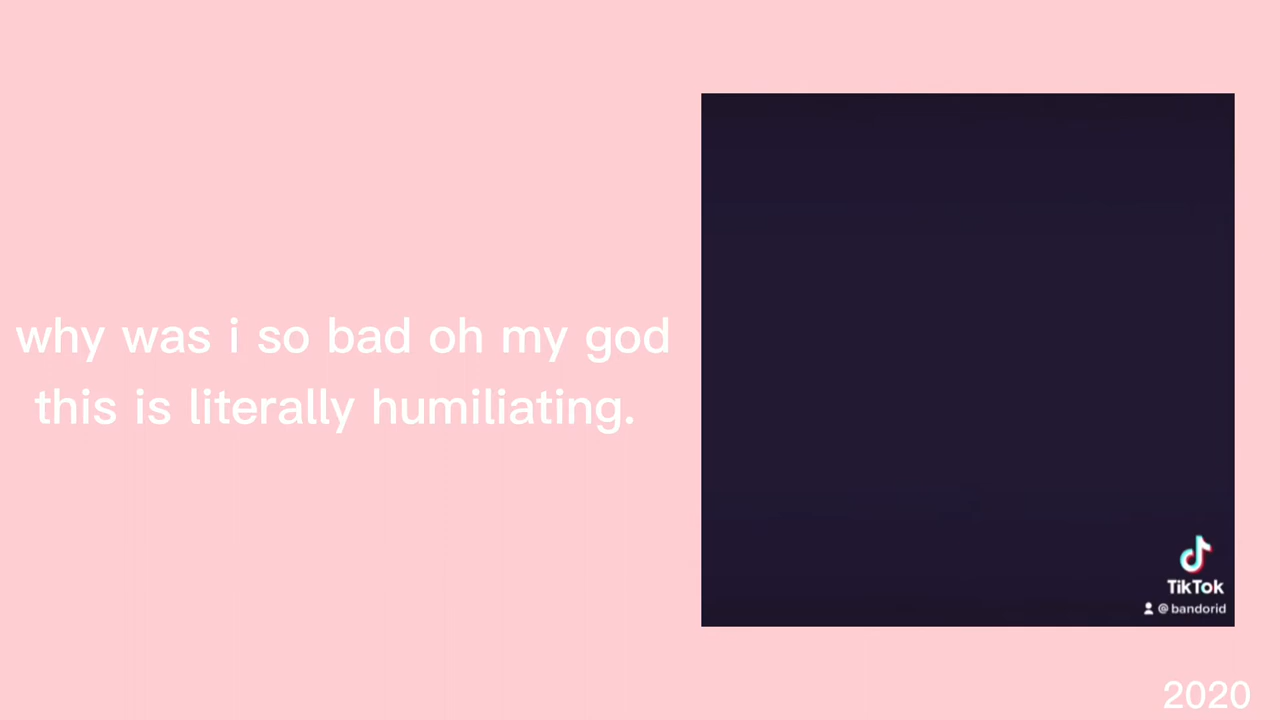 why was i so bad oh my god
this is literally humiliating.
TikTok
@bandorid
2020